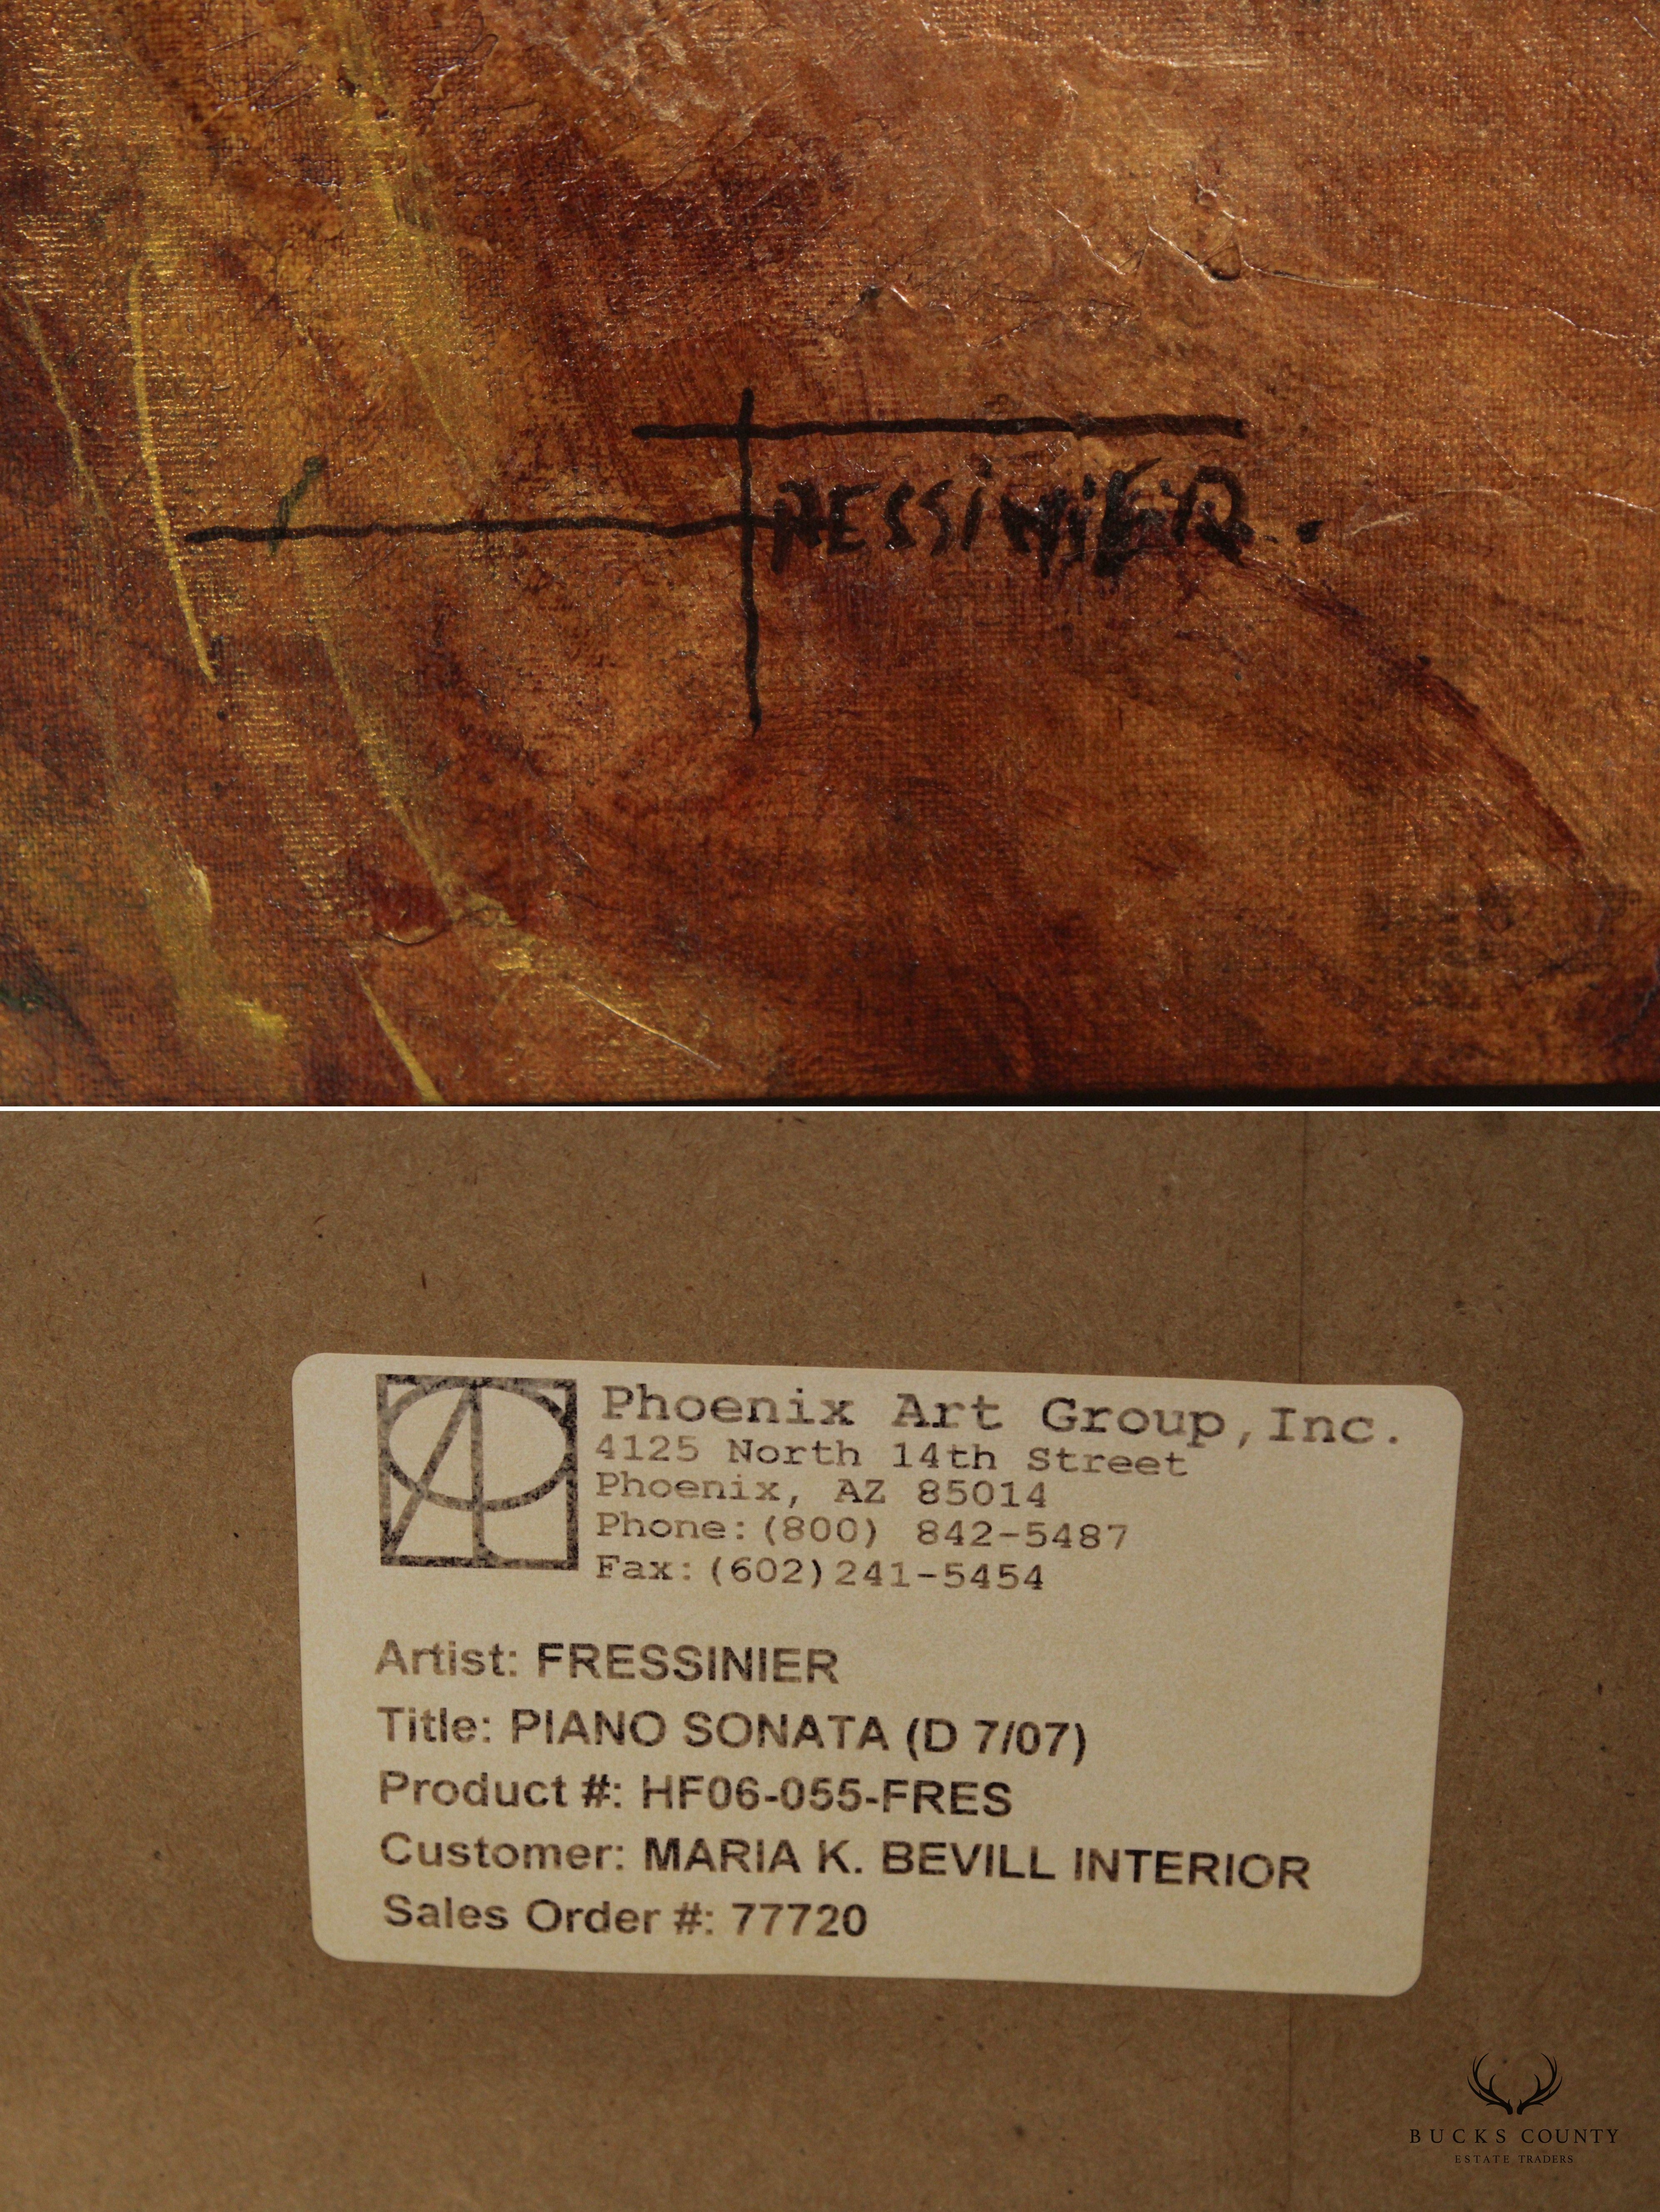 FRESSINIER.
Phoenix Art Group, Inc.
4125 North 14th Street
Phoenix, AZ 85014
Phone: (800) 842-5487
Fax: (602) 241-5454
Artist: FRESSINIER
Title: PIANO SONATA (D 7/07)
Product #: HF06-055-FRES
Customer: MARIA K. BEVILL INTERIOR
Sales Order #: 77720
BUCKS COUNTY
ESTATE TRADERS